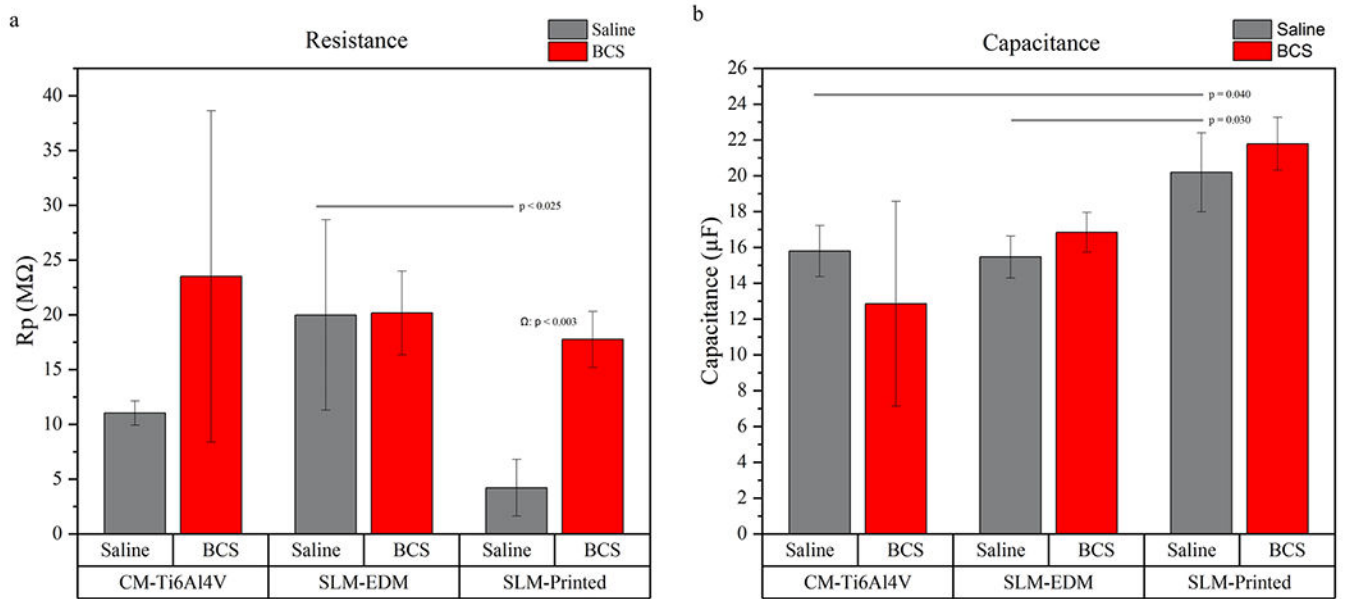 a
Resistance
Saline
BCS
Rp (MΩ)
40
35
30
25
20
15
10
5
0
p < 0.025
Ω: p < 0.003
Saline BCS Saline BCS Saline BCS
CM-Ti6Al4V SLM-EDM SLM-Printed
b
Capacitance
Saline
BCS
Capacitance (µF)
26
24
22
20
18
16
14
12
10
8
6
4
2
0
p = 0.040
p = 0.030
Saline BCS Saline BCS Saline BCS
CM-Ti6Al4V SLM-EDM SLM-Printed